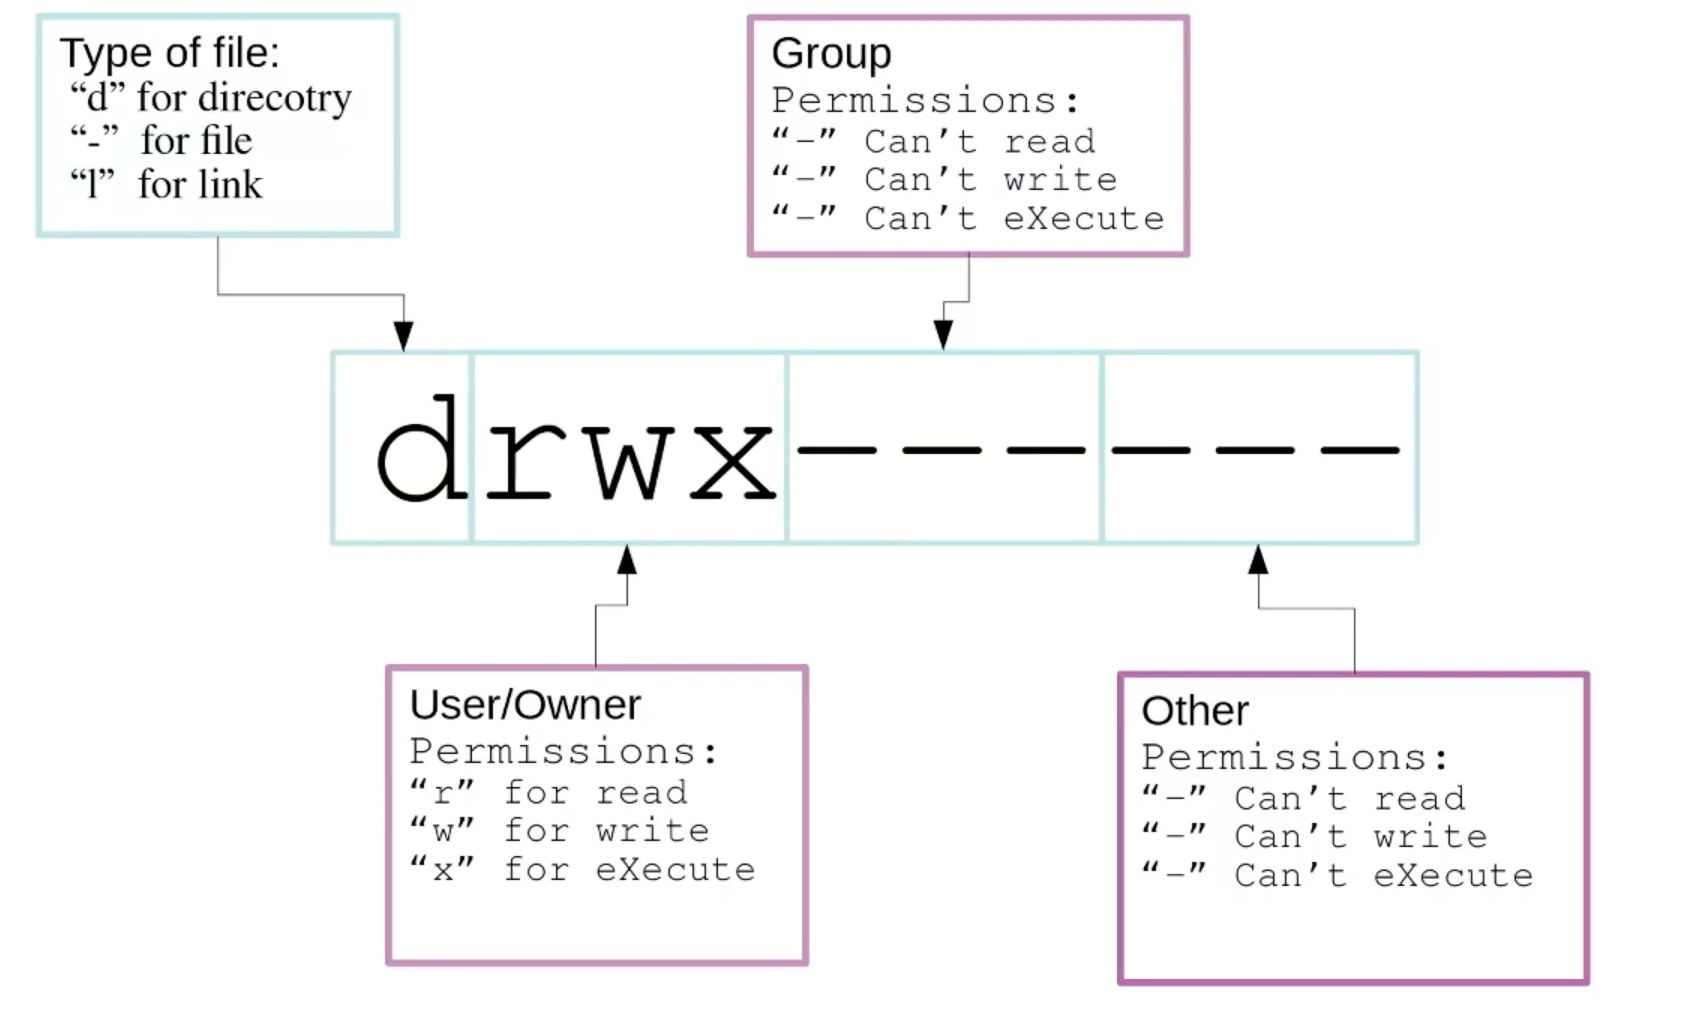 Type of file:
“d” for direcotry
“-” for file
“l” for link
Group
Permissions:
“-” Can’t read
“-” Can’t write
“-” Can’t eXecute
drwx------
User/Owner
Permissions:
“r” for read
“w” for write
“x” for eXecute
Other
Permissions:
“-” Can’t read
“-” Can’t write
“-” Can’t eXecute